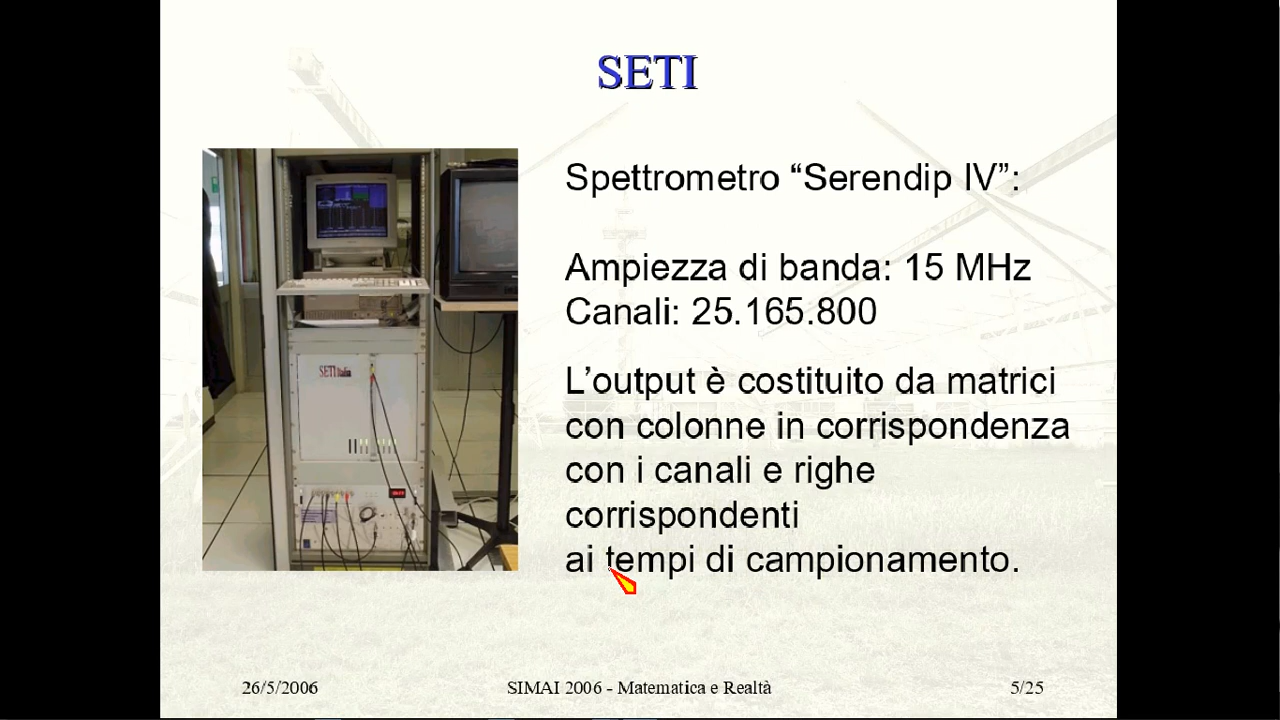 SETI
Spettrometro “Serendip IV”:
Ampiezza di banda: 15 MHz
Canali: 25.165.800
L’output è costituito da matrici
con colonne in corrispondenza
con i canali e righe
corrispondenti
ai tempi di campionamento.
SETI Italia
26/5/2006
SIMAI 2006 - Matematica e Realtà
5/25